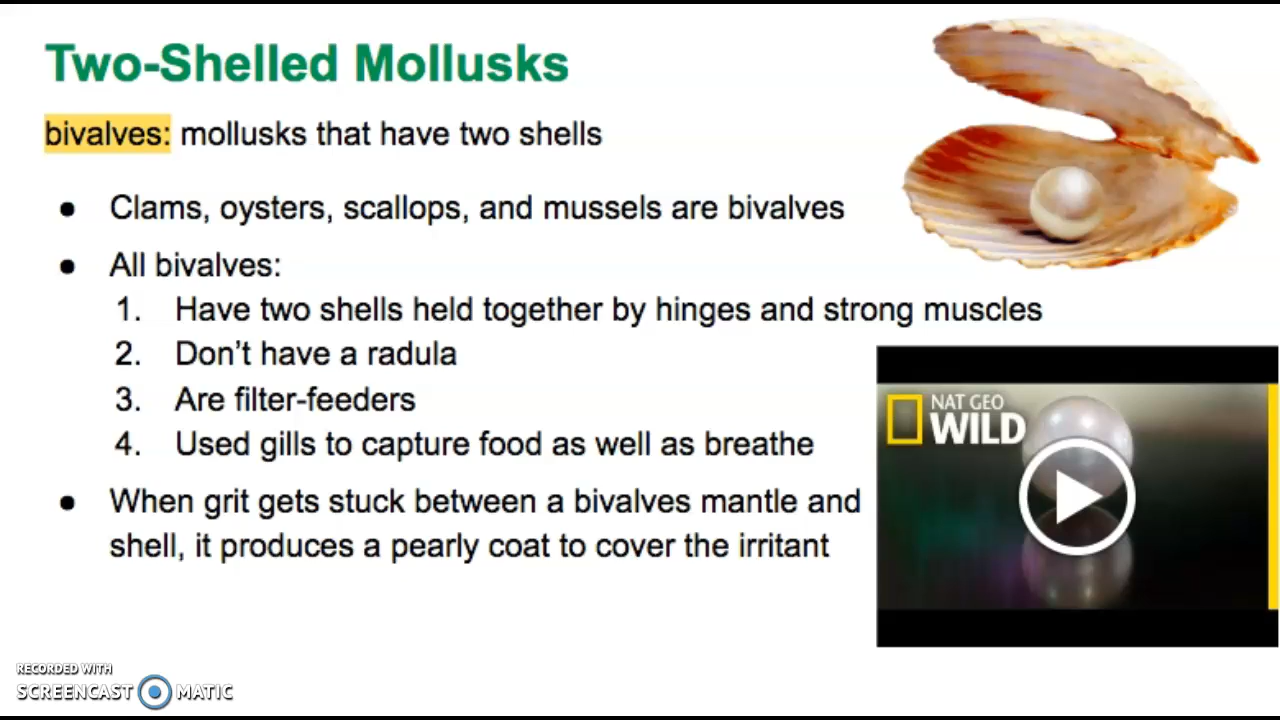 Two-Shelled Mollusks
bivalves: mollusks that have two shells
● Clams, oysters, scallops, and mussels are bivalves
● All bivalves:
1. Have two shells held together by hinges and strong muscles
2. Don't have a radula
3. Are filter-feeders
4. Used gills to capture food as well as breathe
● When grit gets stuck between a bivalves mantle and
shell, it produces a pearly coat to cover the irritant
NAT GEO
WILD
RECORDED WITH
SCREENCAST MATIC